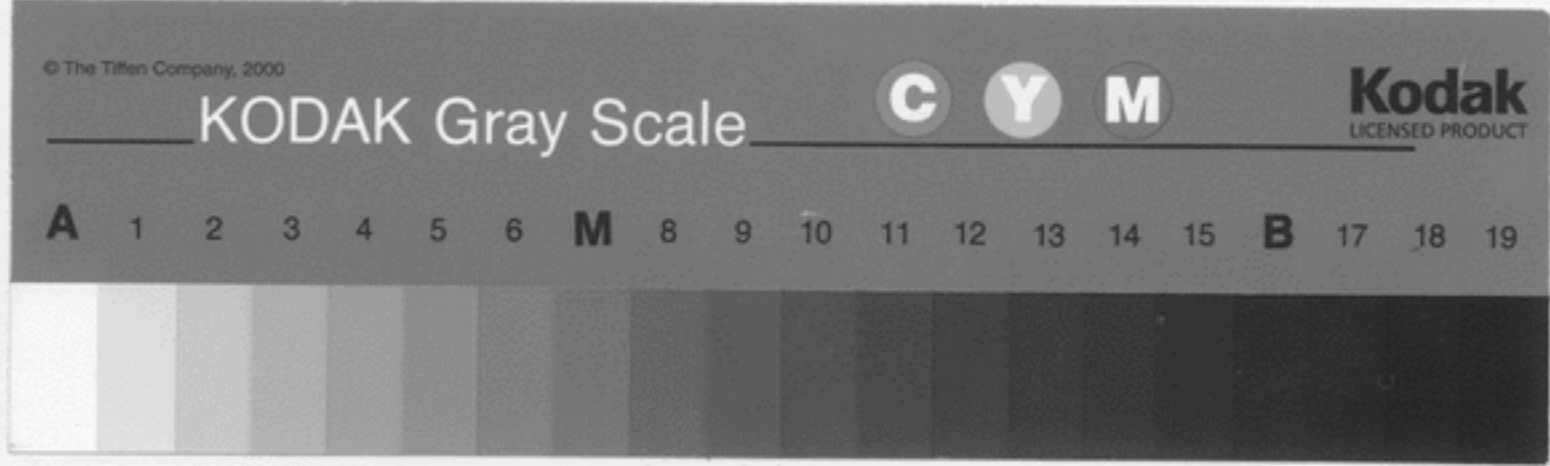 © The Tiffen Company, 2000
KODAK Gray Scale
C Y M
Kodak
LICENSED PRODUCT
A 1 2 3 4 5 6 M 8 9 10 11 12 13 14 15 B 17 18 19